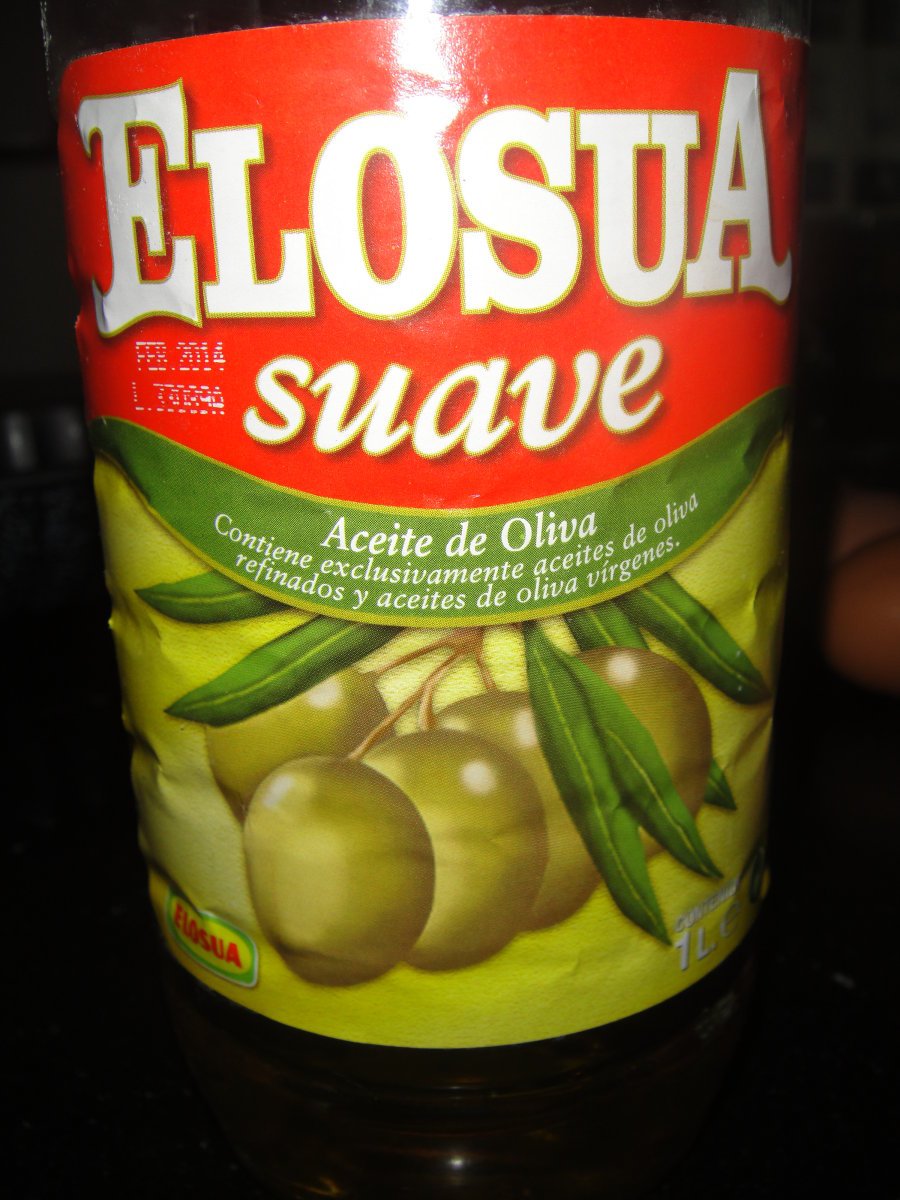 ELOSUA
FEB.2014
suave
Aceite de Oliva
Contiene exclusivamente aceites de oliva
refinados y aceites de oliva vírgenes.
ELOSUA
1L e